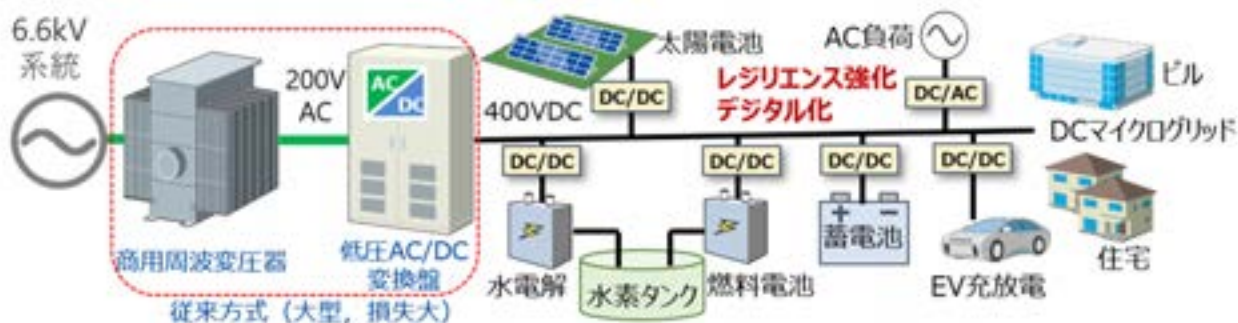 6.6kV
系統
200V
AC
AC
DC
商用周波変圧器
低圧AC/DC
変換盤
従来方式（大型，損失大）
400VDC
太陽電池
DC/DC
レジリエンス強化
デジタル化
AC負荷
DC/AC
ビル
DCマイクログリッド
DC/DC
DC/DC
DC/DC
DC/DC
水電解
水素タンク
燃料電池
+ −
蓄電池
EV充放電
住宅